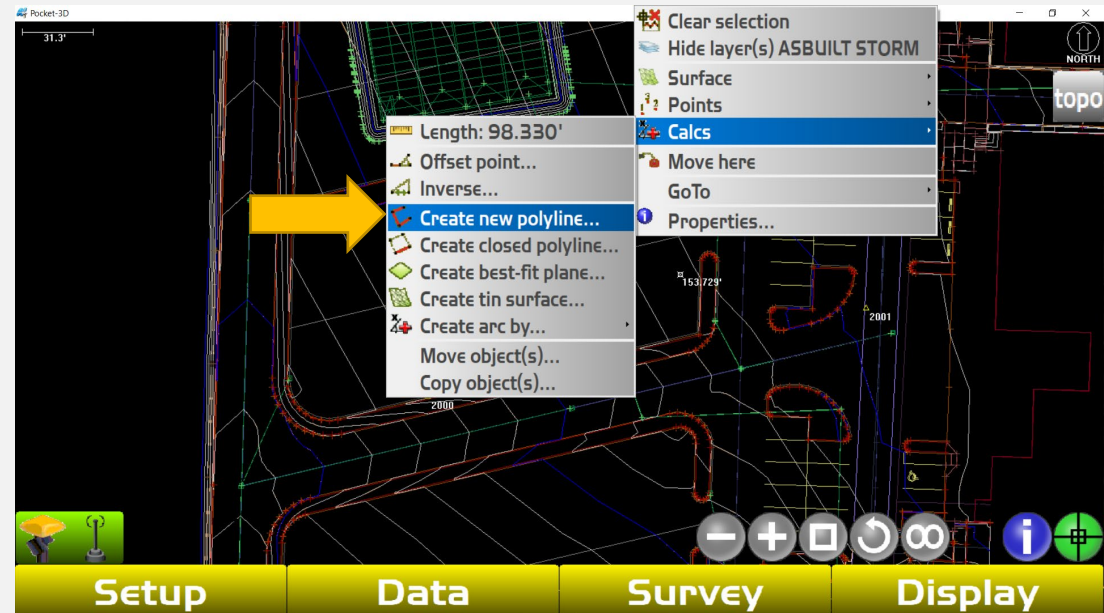 Pocket-3D
31.3'
NORTH
topo
Clear selection
Hide layer(s) ASBUILT STORM
Surface
Points
Calcs
Move here
GoTo
Properties...
Length: 98.330'
Offset point...
Inverse...
Create new polyline...
Create closed polyline...
Create best-fit plane...
Create tin surface...
Create arc by...
Move object(s)...
Copy object(s)...
153.729'
2001
2000
Setup
Data
Survey
Display